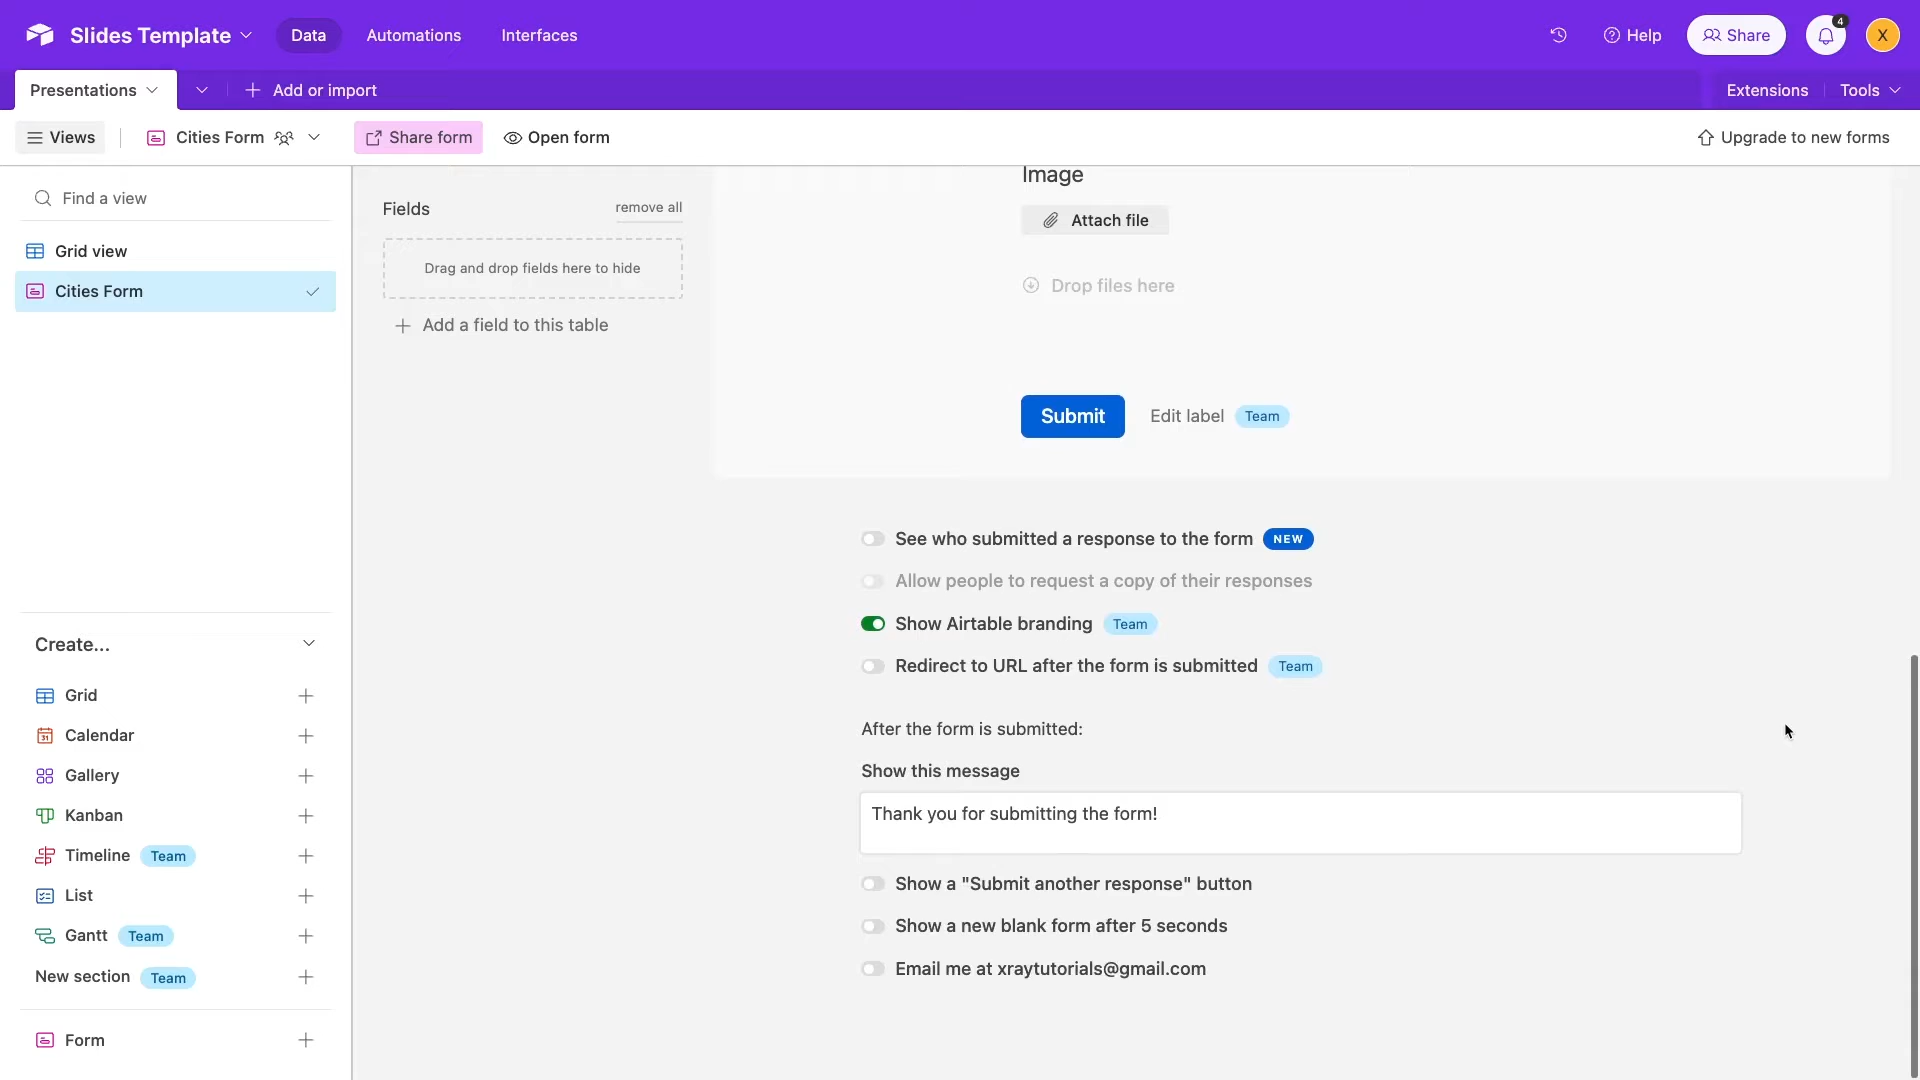 Slides Template
Data
Automations
Interfaces
Help
Share
4
X
Presentations
Add or import
Extensions
Tools
Views
Cities Form
Share form
Open form
Upgrade to new forms
Find a view
Grid view
Cities Form
Create...
Grid
31
Calendar
Gallery
Kanban
Timeline Team
List
Gantt Team
New section Team
Form
Fields
remove all
Drag and drop fields here to hide
Add a field to this table
Image
Attach file
Drop files here
Submit
Edit label Team
See who submitted a response to the form NEW
Allow people to request a copy of their responses
Show Airtable branding Team
Redirect to URL after the form is submitted Team
After the form is submitted:
Show this message
Thank you for submitting the form!
Show a "Submit another response" button
Show a new blank form after 5 seconds
Email me at xraytutorials@gmail.com